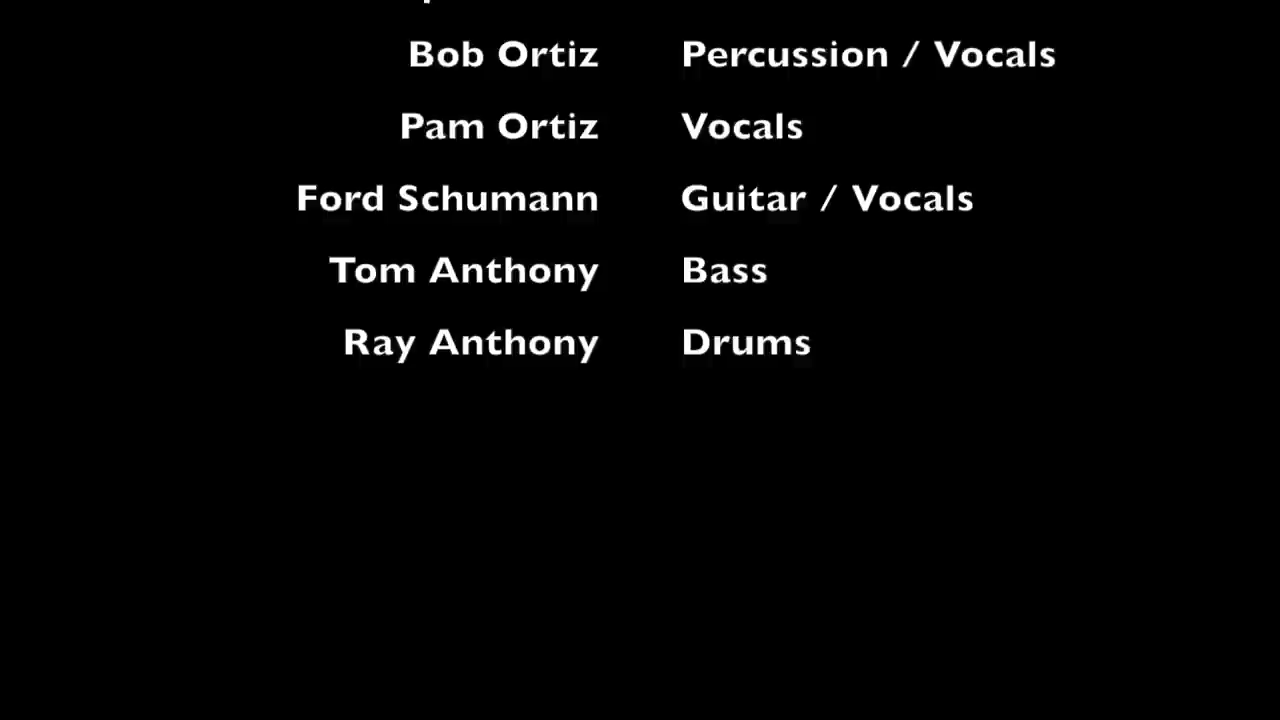 Bob Ortiz Percussion / Vocals
Pam Ortiz Vocals
Ford Schumann Guitar / Vocals
Tom Anthony Bass
Ray Anthony Drums